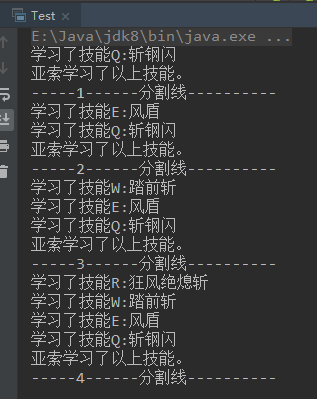 Test
E:\Java\jdk8\bin\java.exe ...
学习了技能Q:斩钢闪
亚索学习了以上技能。
-----1------分割线----------
学习了技能E:风盾
学习了技能Q:斩钢闪
亚索学习了以上技能。
-----2------分割线----------
学习了技能W:踏前斩
学习了技能E:风盾
学习了技能Q:斩钢闪
亚索学习了以上技能。
-----3------分割线----------
学习了技能R:狂风绝熄斩
学习了技能W:踏前斩
学习了技能E:风盾
学习了技能Q:斩钢闪
亚索学习了以上技能。
-----4------分割线----------